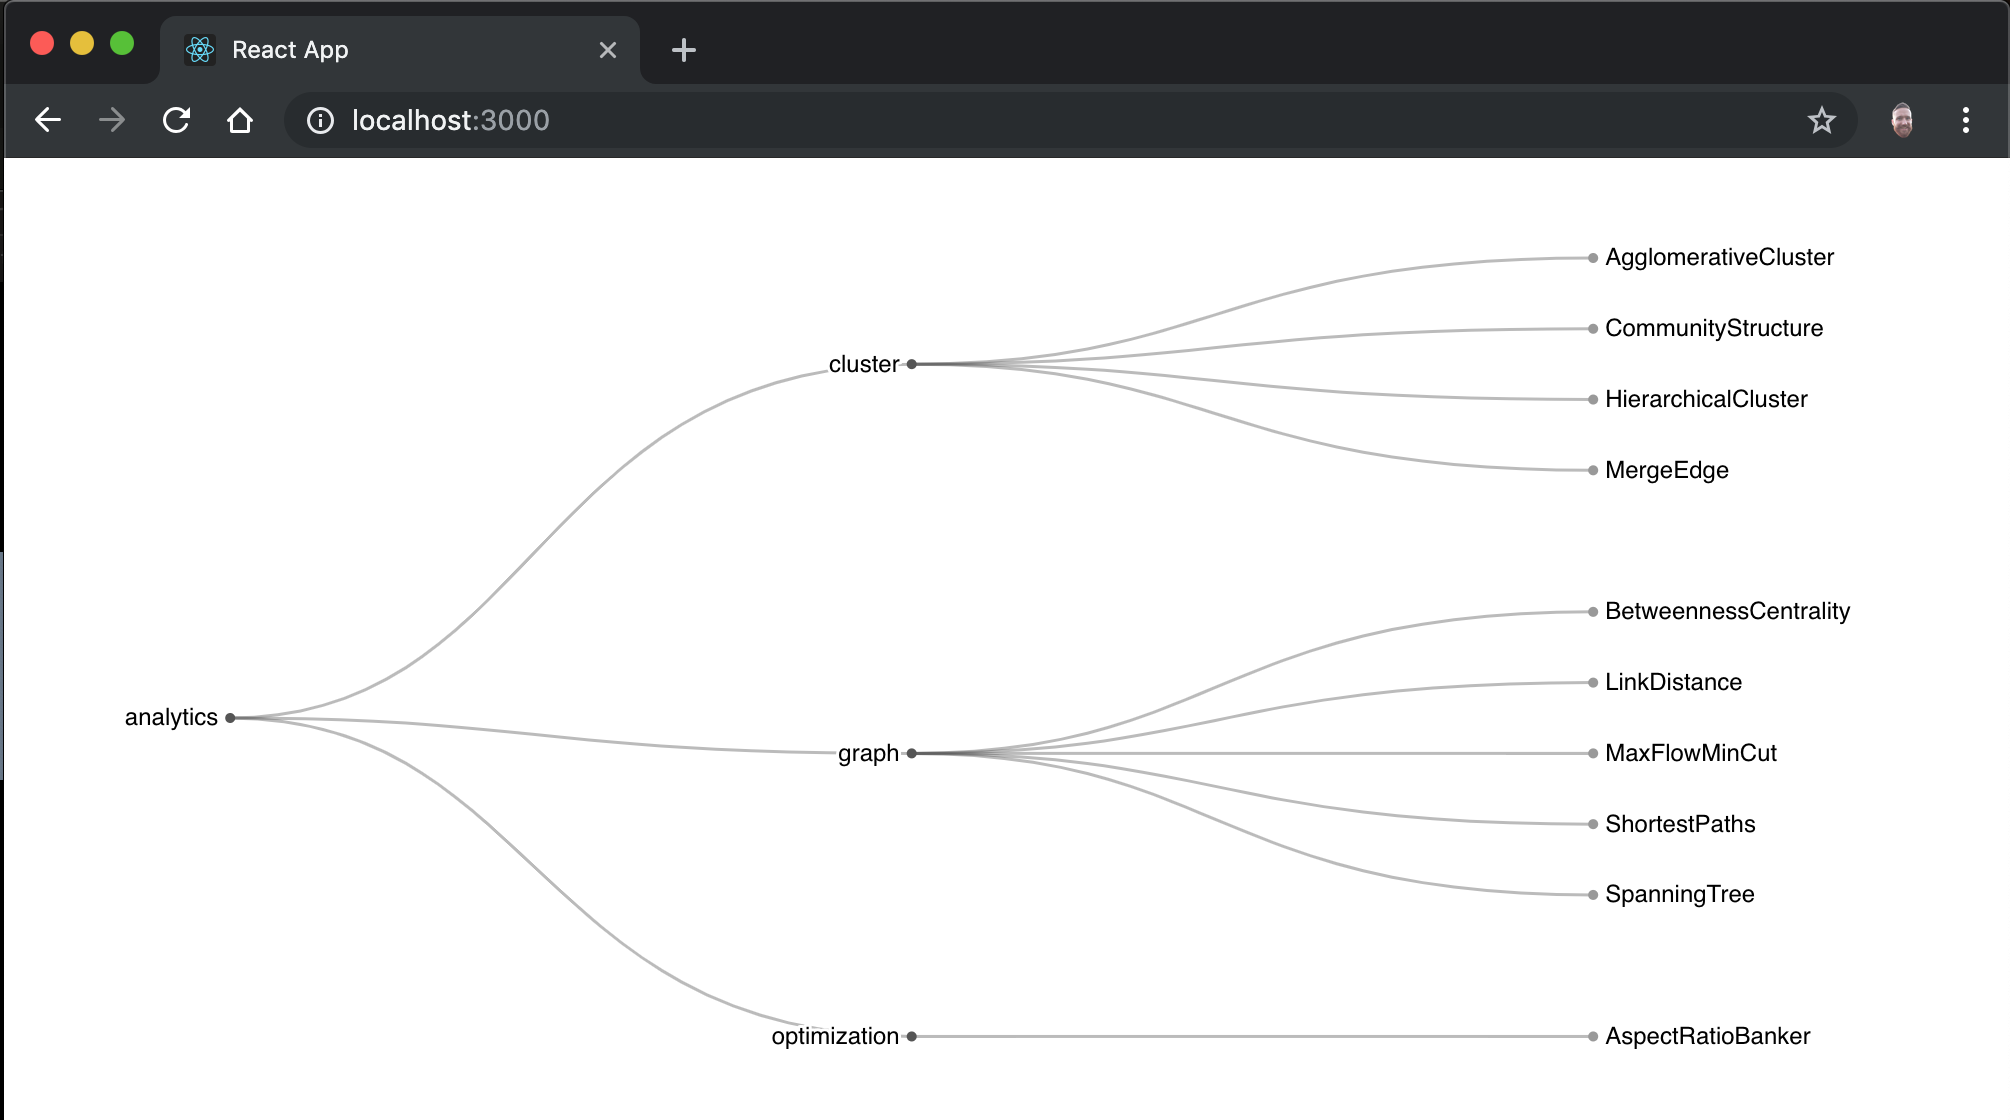 React App
localhost:3000
AgglomerativeCluster
CommunityStructure
cluster
HierarchicalCluster
MergeEdge
BetweennessCentrality
LinkDistance
analytics
graph
MaxFlowMinCut
ShortestPaths
SpanningTree
optimization
AspectRatioBanker